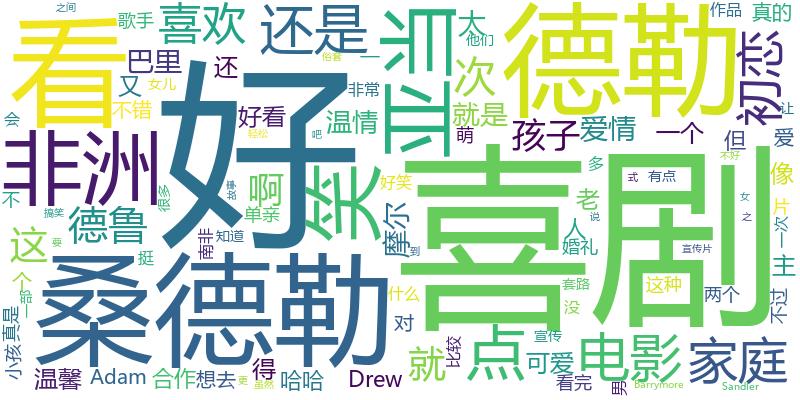 之间
歌手
喜欢
还是
亚当
大
他们
作品
真的
看
巴里
俗套
一
德勒
初恋
还
又
女儿
不错
次
好
好看
非常
就是
让
会
轻松
吧
温情
萌
孩子
爱情
一个
但
爱
非洲
啊
笑
喜剧
好笑
多
式
有点
不好
像
不
搞笑
很多
故事
单亲
老
说
女
片
德鲁
摩尔
人
之
一次
这
要
挺
南非
知道
到
婚礼
宣传片
主
桑德勒
个
一部
什么
套路
没
这种
两个
不过
真是
小孩
对
宣传
点
电影
家庭
就
比较
可爱
温馨
Adam
合作
想去
更
虽然
得
哈哈
Drew
看完
男
Barrymore
Sandler